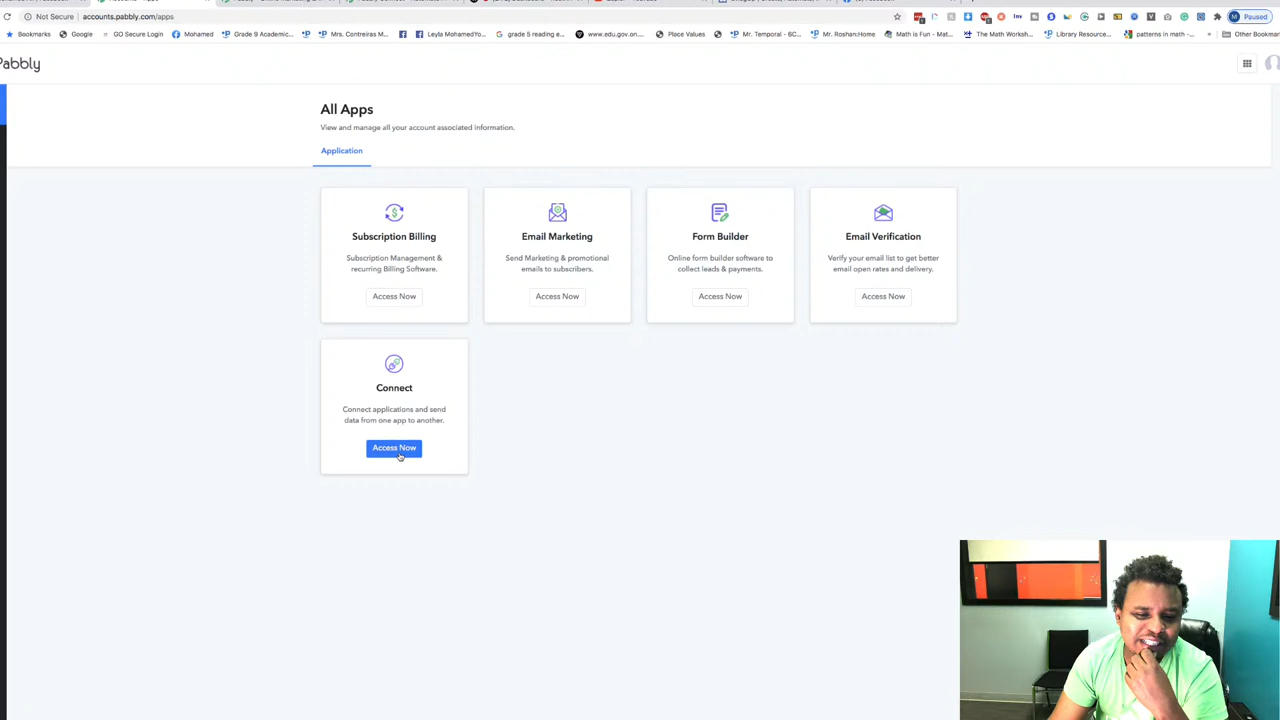 Not Secure accounts.pabbly.com/apps Paused
Bookmarks Google GO Secure Login Mohamed Grade 9 Academic... Mrs. Contreiras M... Leyla MohamedYo... grade 5 reading e... www.edu.gov.on.... Place Values Mr. Temporal - 6C... Mr. Roshan:Home Math is Fun - Mat... The Math Worksh... Library Resource... patterns in math -... » Other Bookmar
Pabbly
All Apps
View and manage all your account associated information.
Application
Subscription Billing
Subscription Management &
recurring Billing Software.
Access Now
Email Marketing
Send Marketing & promotional
emails to subscribers.
Access Now
Form Builder
Online form builder software to
collect leads & payments.
Access Now
Email Verification
Verify your email list to get better
email open rates and delivery.
Access Now
Connect
Connect applications and send
data from one app to another.
Access Now